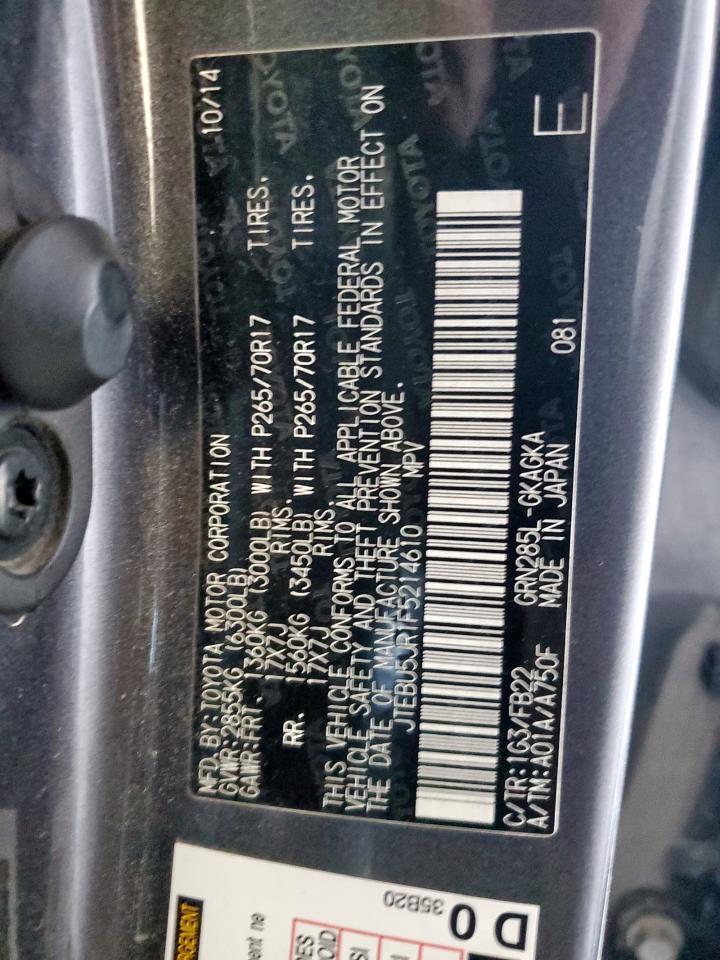 MFD. BY: TOYOTA MOTOR CORPORATION 10/14
GVWR: 2855KG (6300LB)
GAWR: FRT. 1360KG (3000LB) WITH P265/70R17 TIRES,
17X7J RIMS,
RR. 1560KG (3450LB) WITH P265/70R17 TIRES,
17X7J RIMS.
THIS VEHICLE CONFORMS TO ALL APPLICABLE FEDERAL MOTOR
VEHICLE SAFETY AND THEFT PREVENTION STANDARDS IN EFFECT ON
THE DATE OF MANUFACTURE SHOWN ABOVE.
JTEBU5JR1F5214610 MPV
C/TR: 1G3/FB22 GRN285L-GKAGKA
A/TM: A01A/A750F MADE IN JAPAN 081
E
35B20
D O